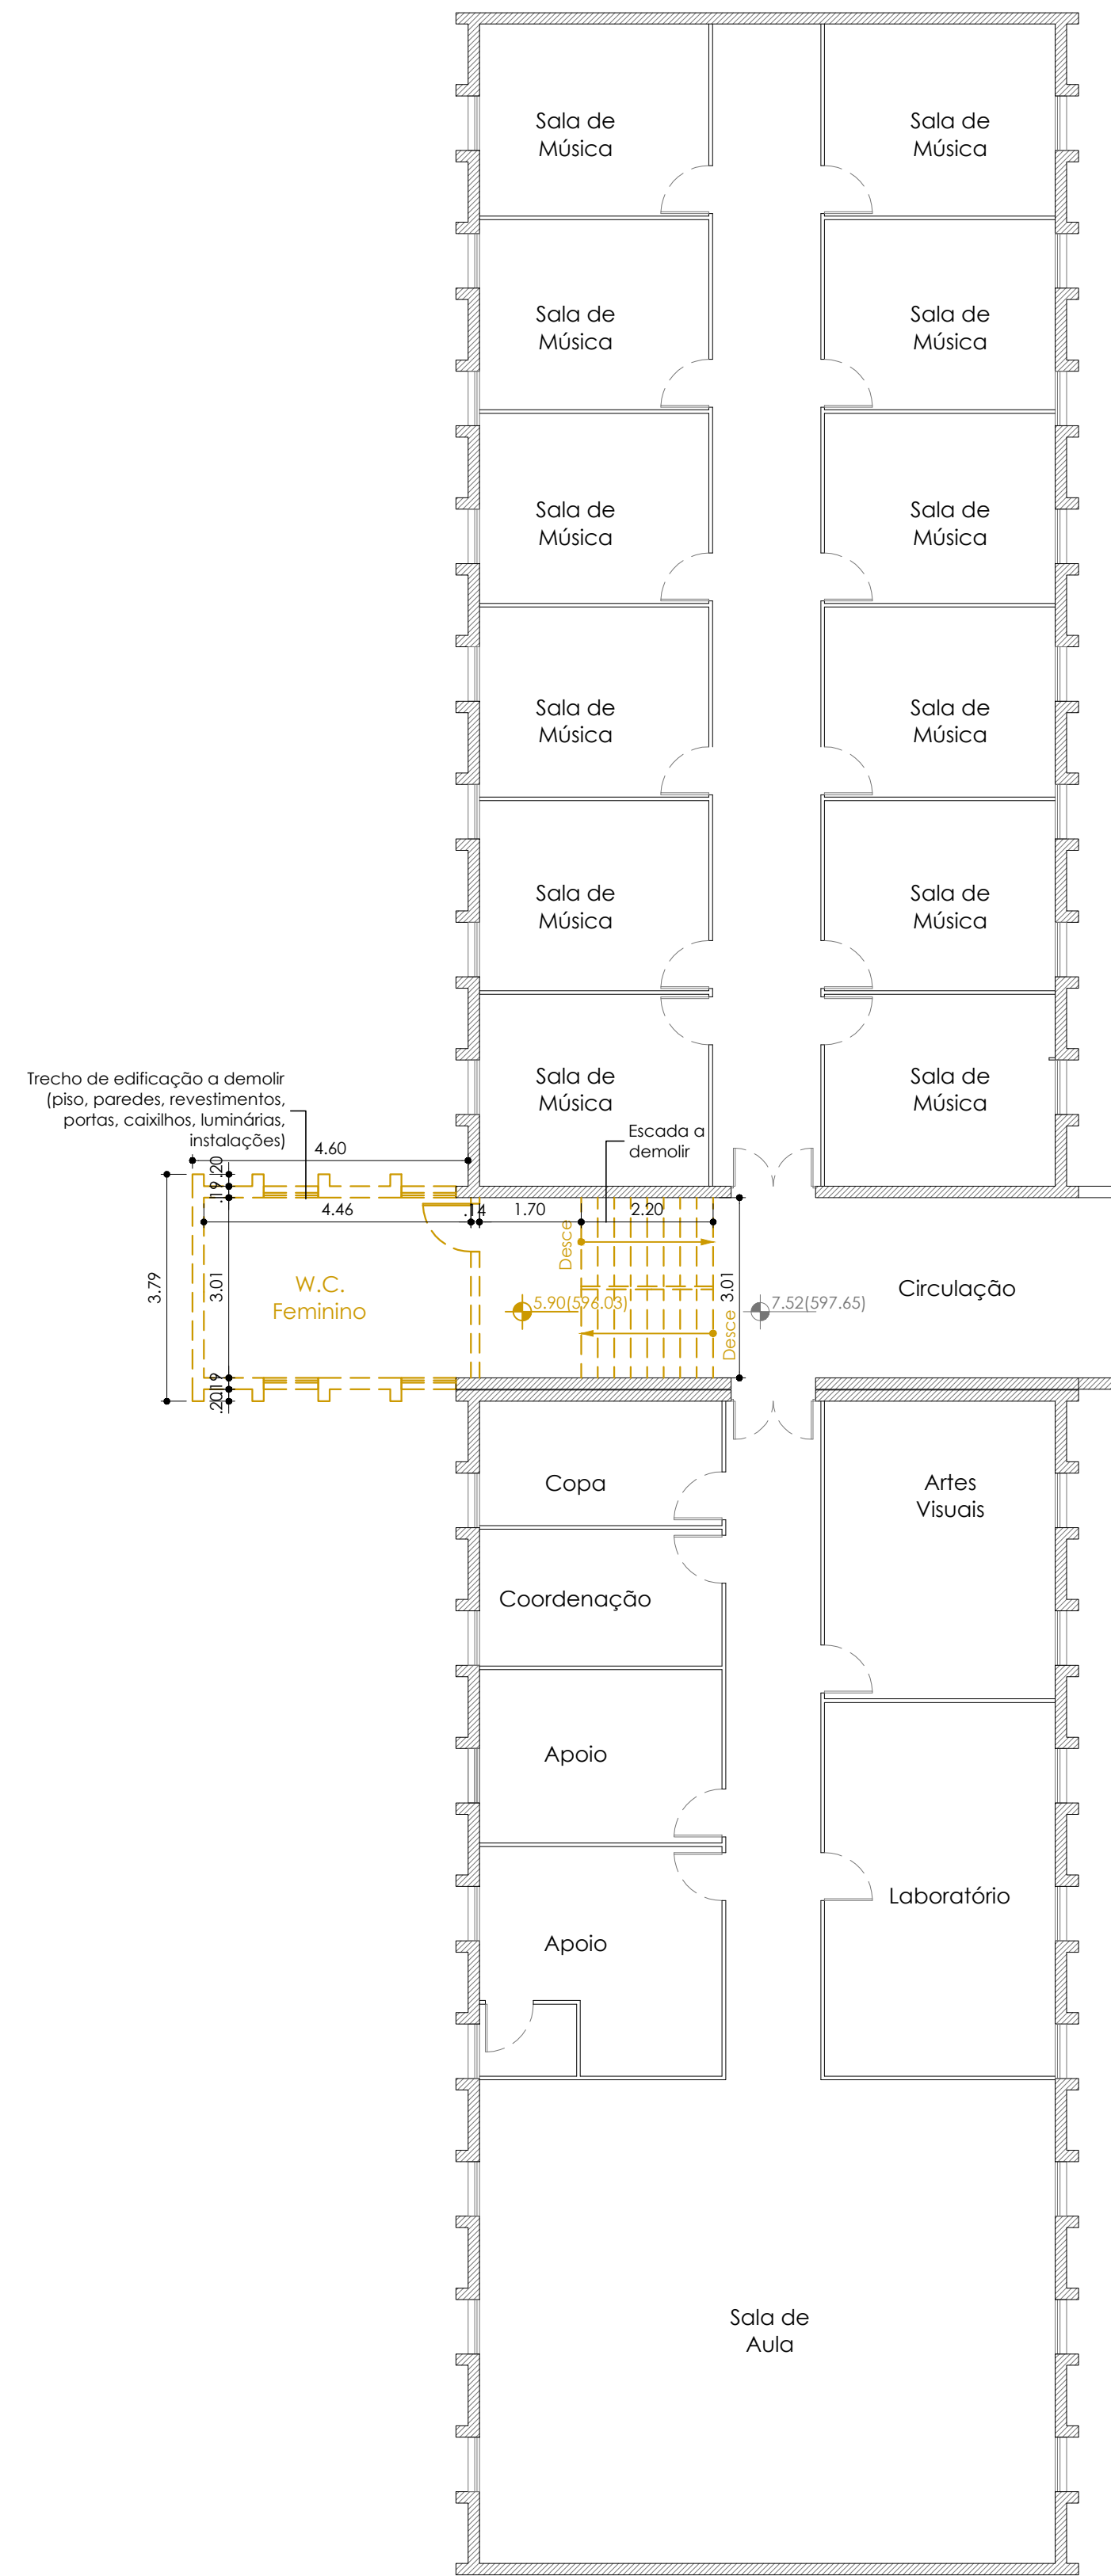 Sala de
Música
Sala de
Música
Sala de
Música
Sala de
Música
Sala de
Música
Sala de
Música
Sala de
Música
Sala de
Música
Sala de
Música
Sala de
Música
Sala de
Música
Sala de
Música
Trecho de edificação a demolir
(piso, paredes, revestimentos,
portas, caixilhos, luminárias,
instalações)
Escada a
demolir
4.60
.20
.19
4.46
.14
1.70
2.20
3.79
3.01
W.C.
Feminino
Desce
5.90(596.03)
Desce
3.01
7.52(597.65)
Circulação
.19
.20
Copa
Artes
Visuais
Coordenação
Apoio
Laboratório
Apoio
Sala de
Aula